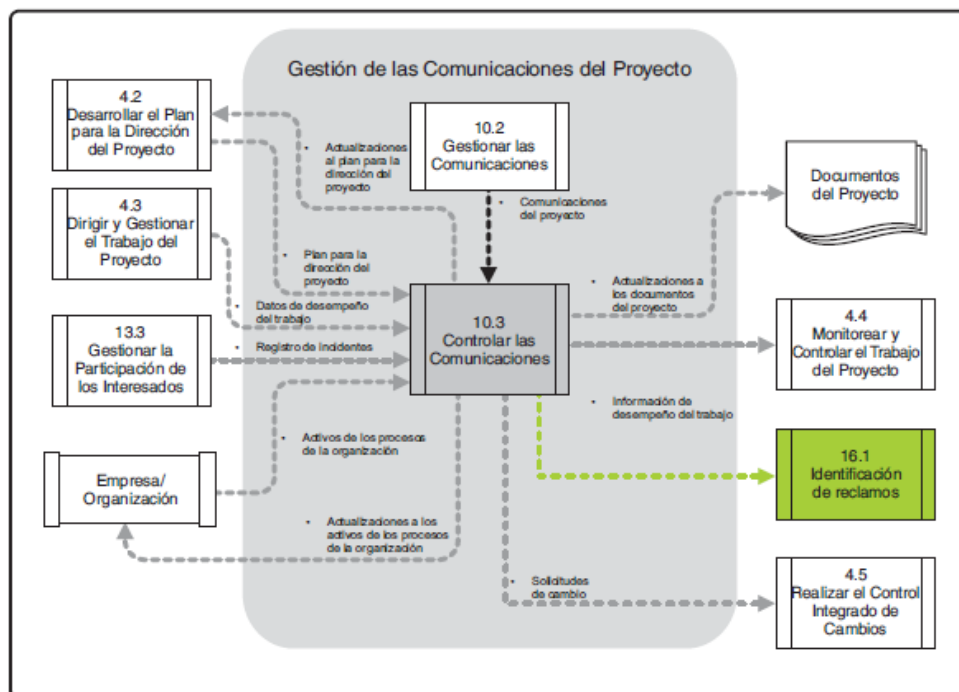 Gestión de las Comunicaciones del Proyecto
4.2
Desarrollar el Plan
para la Dirección
del Proyecto
10.2
Gestionar las
Comunicaciones
• Actualizaciones
al plan para la
dirección del
proyecto
Documentos
del Proyecto
4.3
Dirigir y Gestionar
el Trabajo del
Proyecto
• Comunicaciones
del proyecto
• Plan para la
dirección del
proyecto
• Actualizaciones a
los documentos
del proyecto
• Datos de desempeño
del trabajo
10.3
Controlar las
Comunicaciones
4.4
Monitorear y
Controlar el Trabajo
del Proyecto
13.3
Gestionar la
Participación de
los Interesados
• Registro de incidentes
• Información de
desempeño del trabajo
• Activos de los procesos
de la organización
16.1
Identificación
de reclamos
Empresa/
Organización
• Actualizaciones a los
activos de los procesos
de la organización
• Solicitudes
de cambio
4.5
Realizar el Control
Integrado de
Cambios